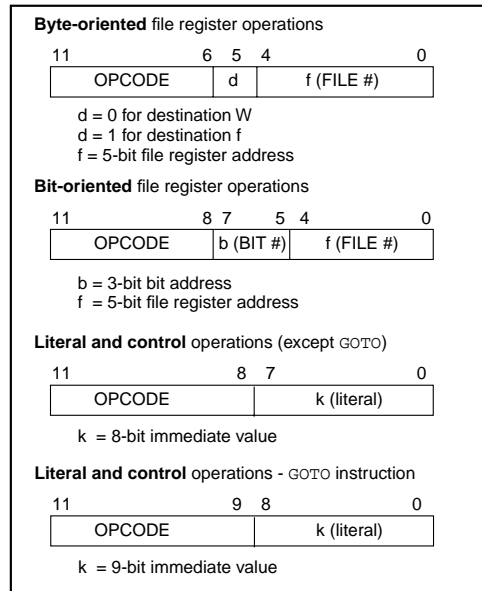 Byte-oriented file register operations
11 6 5 4 0
OPCODE d f (FILE #)
d = 0 for destination W
d = 1 for destination f
f = 5-bit file register address
Bit-oriented file register operations
11 8 7 5 4 0
OPCODE b (BIT #) f (FILE #)
b = 3-bit bit address
f = 5-bit file register address
Literal and control operations (except GOTO)
11 8 7 0
OPCODE k (literal)
k = 8-bit immediate value
Literal and control operations - GOTO instruction
11 9 8 0
OPCODE k (literal)
k = 9-bit immediate value